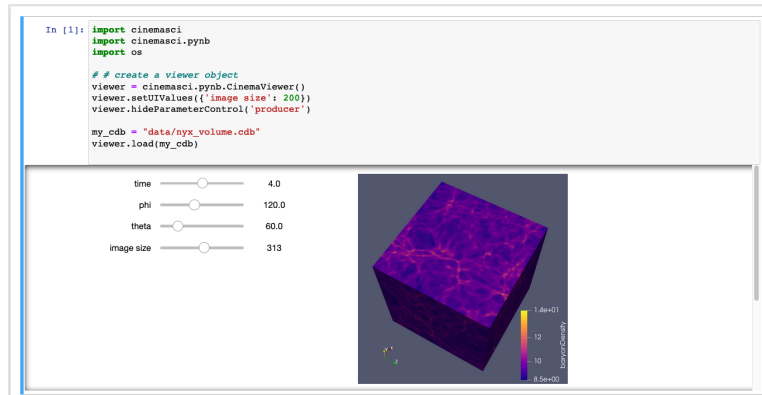 In [1]: import cinemasci
import cinemasci.pynb
import os
# # create a viewer object
viewer = cinemasci.pynb.CinemaViewer()
viewer.setUIValues({'image size': 200})
viewer.hideParameterControl('producer')
my_cdb = "data/nyx_volume.cdb"
viewer.load(my_cdb)
time 4.0
phi 120.0
theta 60.0
image size 313
1.4e+01
12
10
8.5e+00
baryonDensity
Z